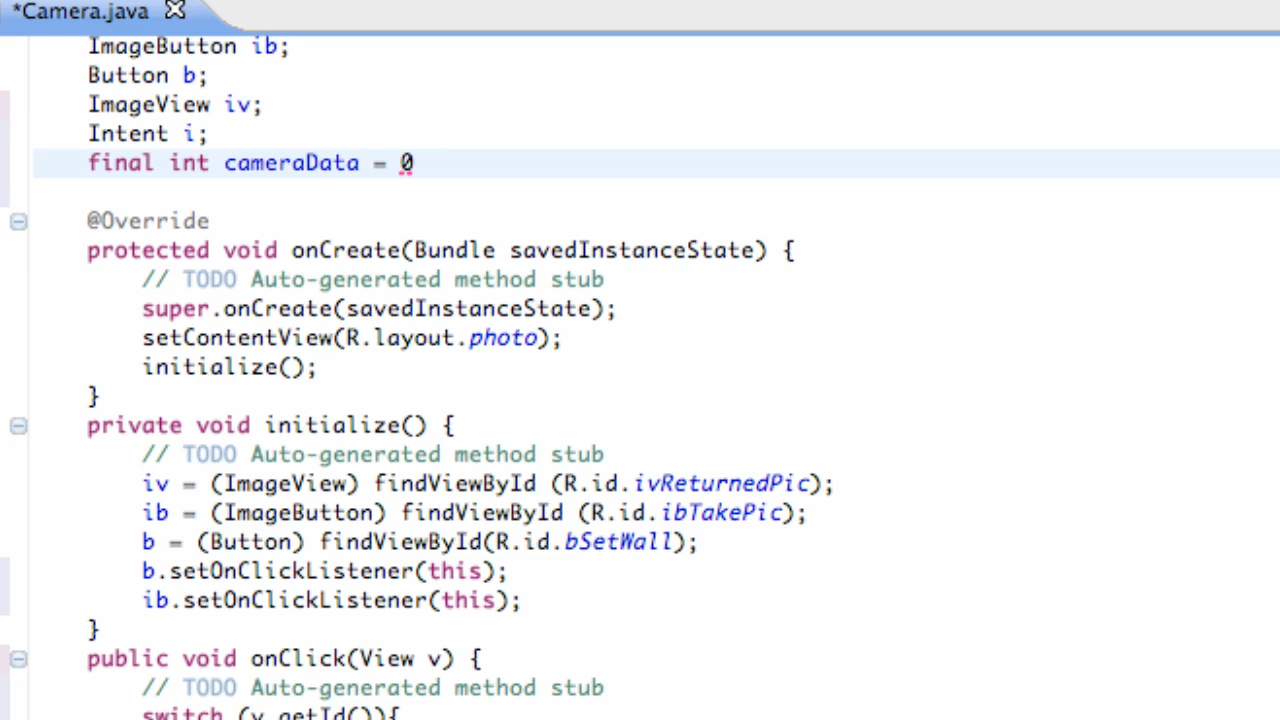 *Camera.java
ImageButton ib;
Button b;
ImageView iv;
Intent i;
final int cameraData = 0
@Override
protected void onCreate(Bundle savedInstanceState) {
// TODO Auto-generated method stub
super.onCreate(savedInstanceState);
setContentView(R.layout.photo);
initialize();
}
private void initialize() {
// TODO Auto-generated method stub
iv = (ImageView) findViewById (R.id.ivReturnedPic);
ib = (ImageButton) findViewById (R.id.ibTakePic);
b = (Button) findViewById(R.id.bSetWall);
b.setOnClickListener(this);
ib.setOnClickListener(this);
}
public void onClick(View v) {
// TODO Auto-generated method stub
switch (v.getId()){